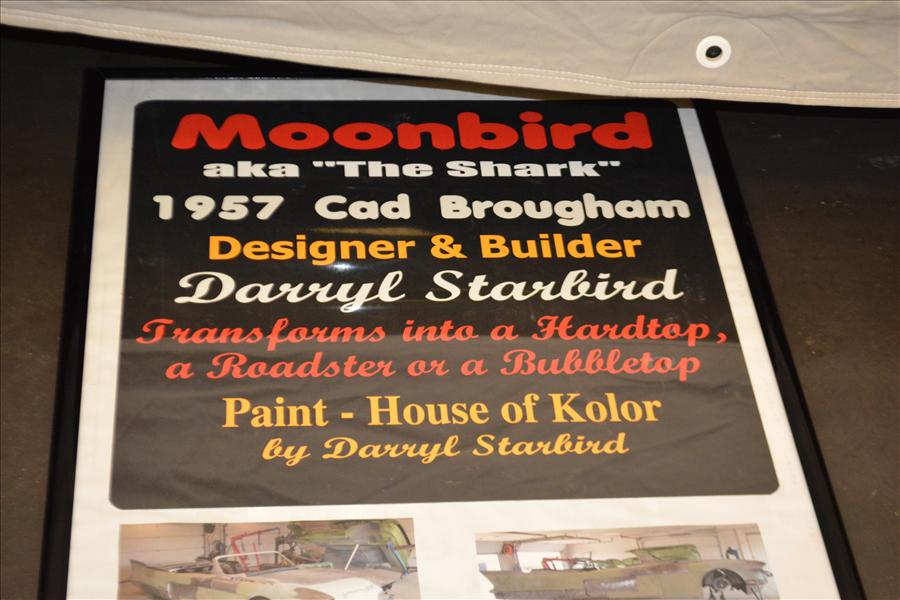 Moonbird
aka "The Shark"
1957 Cad Brougham
Designer & Builder
Darryl Starbird
Transforms into a Hardtop,
a Roadster or a Bubbletop
Paint - House of Kolor
by Darryl Starbird